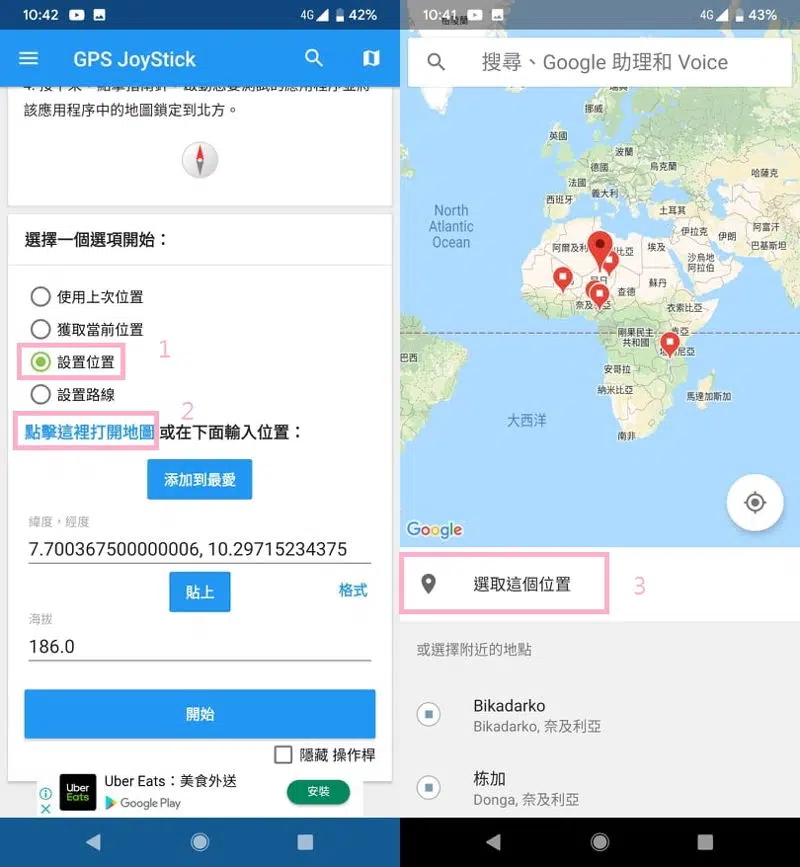 10:42
4G
42%
GPS JoyStick
該應用程序中的地圖鎖定到北方。
選擇一個選項開始：
使用上次位置
獲取當前位置
設置位置
1
設置路線
2
點擊這裡打開地圖 或在下面輸入位置：
添加到最愛
緯度，經度
7.700367500000006, 10.29715234375
貼上
格式
海拔
186.0
開始
隱藏 操作桿
Uber Eats
Uber Eats：美食外送
Google Play
安裝
10:41
4G
43%
搜尋、Google 助理和 Voice
挪威
英國
波蘭
德國
烏克蘭
法國
哈薩克
義大利
西班牙
土耳其
North Atlantic Ocean
伊拉克
伊朗
阿富汗
巴基斯坦
阿爾及利
比亞
埃及
沙烏地
阿拉伯
查德
蘇丹
衣索比亞
剛果民主
共和國
肯亞
巴西
尼亞
安哥拉
納米比亞
馬達加斯加
大西洋
南非
Google
選取這個位置
3
或選擇附近的地點
Bikadarko
Bikadarko, 奈及利亞
栋加
Donga, 奈及利亞